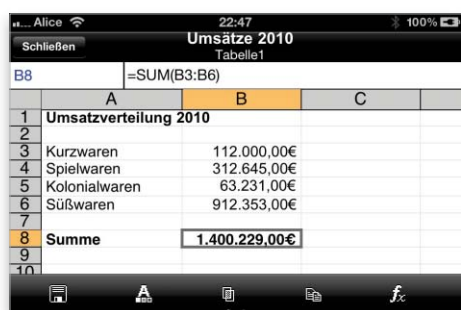 Alice 22:47 100%
Schließen Umsätze 2010
Tabelle1
B8 =SUM(B3:B6)
A B C
1 Umsatzverteilung 2010
2
3 Kurzwaren 112.000,00€
4 Spielwaren 312.645,00€
5 Kolonialwaren 63.231,00€
6 Süßwaren 912.353,00€
7
8 Summe 1.400.229,00€
9
10
A fx